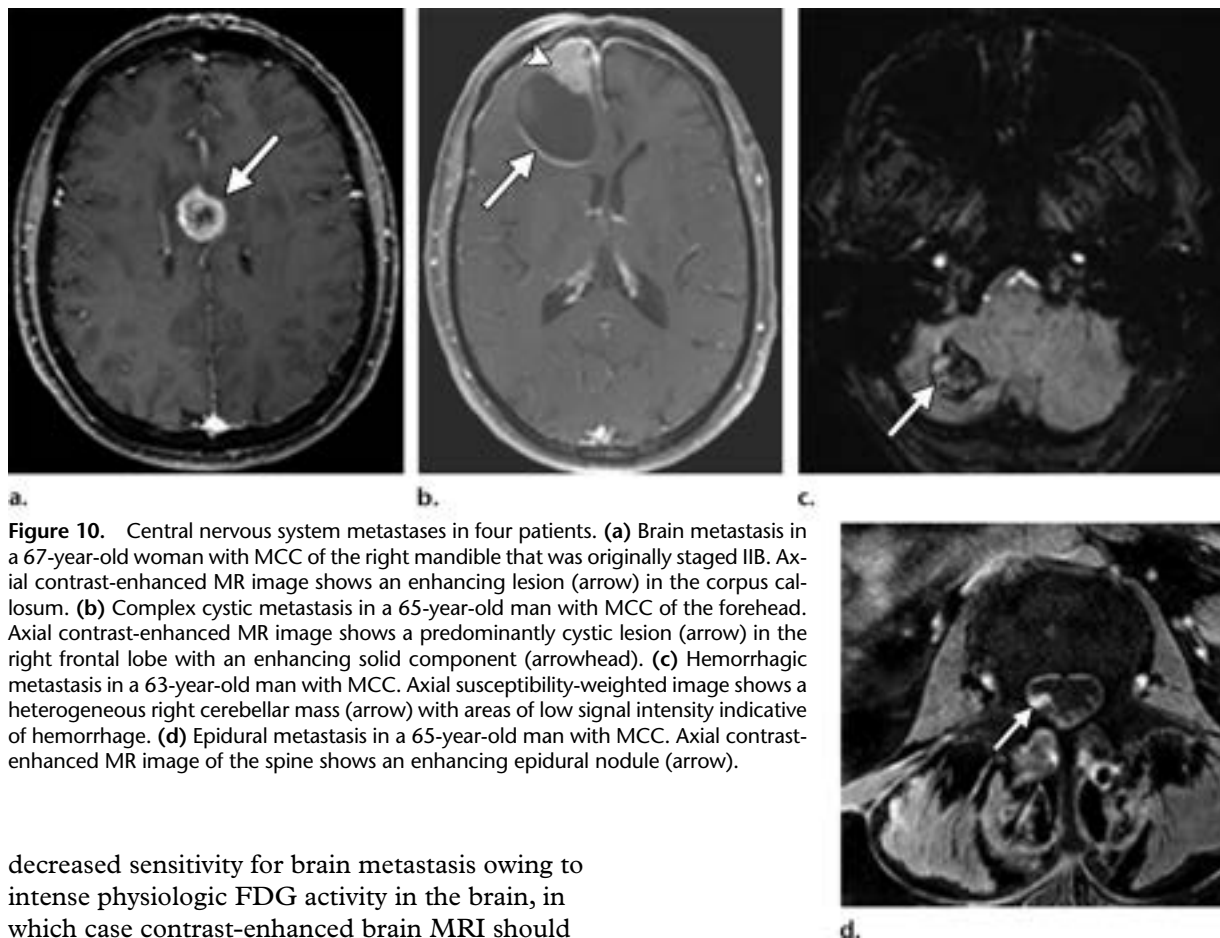 a.
b.
c.
Figure 10. Central nervous system metastases in four patients. (a) Brain metastasis in
a 67-year-old woman with MCC of the right mandible that was originally staged IIB. Ax-
ial contrast-enhanced MR image shows an enhancing lesion (arrow) in the corpus cal-
losum. (b) Complex cystic metastasis in a 65-year-old man with MCC of the forehead.
Axial contrast-enhanced MR image shows a predominantly cystic lesion (arrow) in the
right frontal lobe with an enhancing solid component (arrowhead). (c) Hemorrhagic
metastasis in a 63-year-old man with MCC. Axial susceptibility-weighted image shows a
heterogeneous right cerebellar mass (arrow) with areas of low signal intensity indicative
of hemorrhage. (d) Epidural metastasis in a 65-year-old man with MCC. Axial contrast-
enhanced MR image of the spine shows an enhancing epidural nodule (arrow).
decreased sensitivity for brain metastasis owing to
intense physiologic FDG activity in the brain, in
which case contrast-enhanced brain MRI should
d.